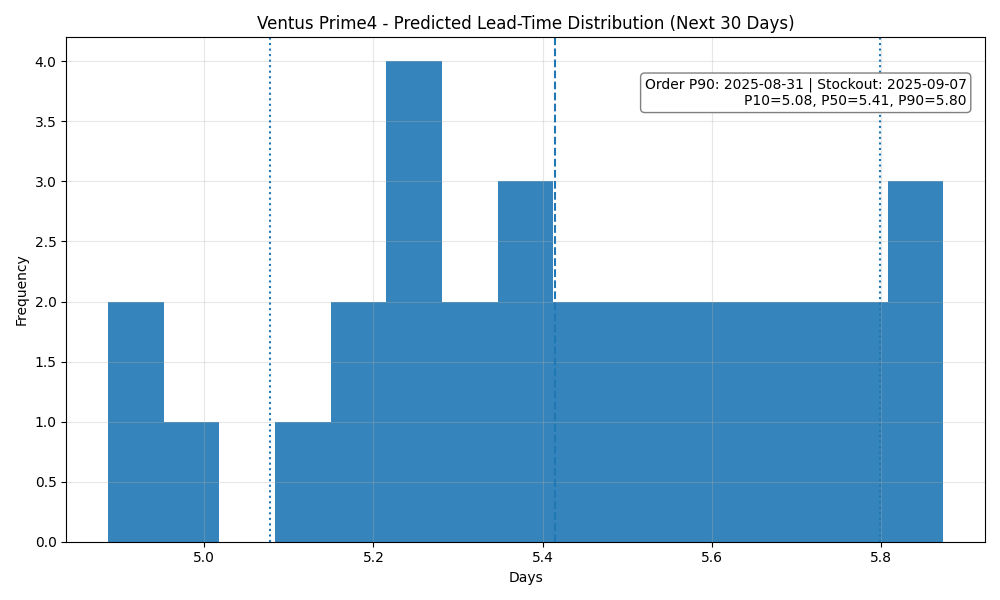 Ventus Prime4 - Predicted Lead-Time Distribution (Next 30 Days)
Order P90: 2025-08-31 | Stockout: 2025-09-07
P10=5.08, P50=5.41, P90=5.80
Frequency
4.0
3.5
3.0
2.5
2.0
1.5
1.0
0.5
0.0
5.0
5.2
5.4
5.6
5.8
Days